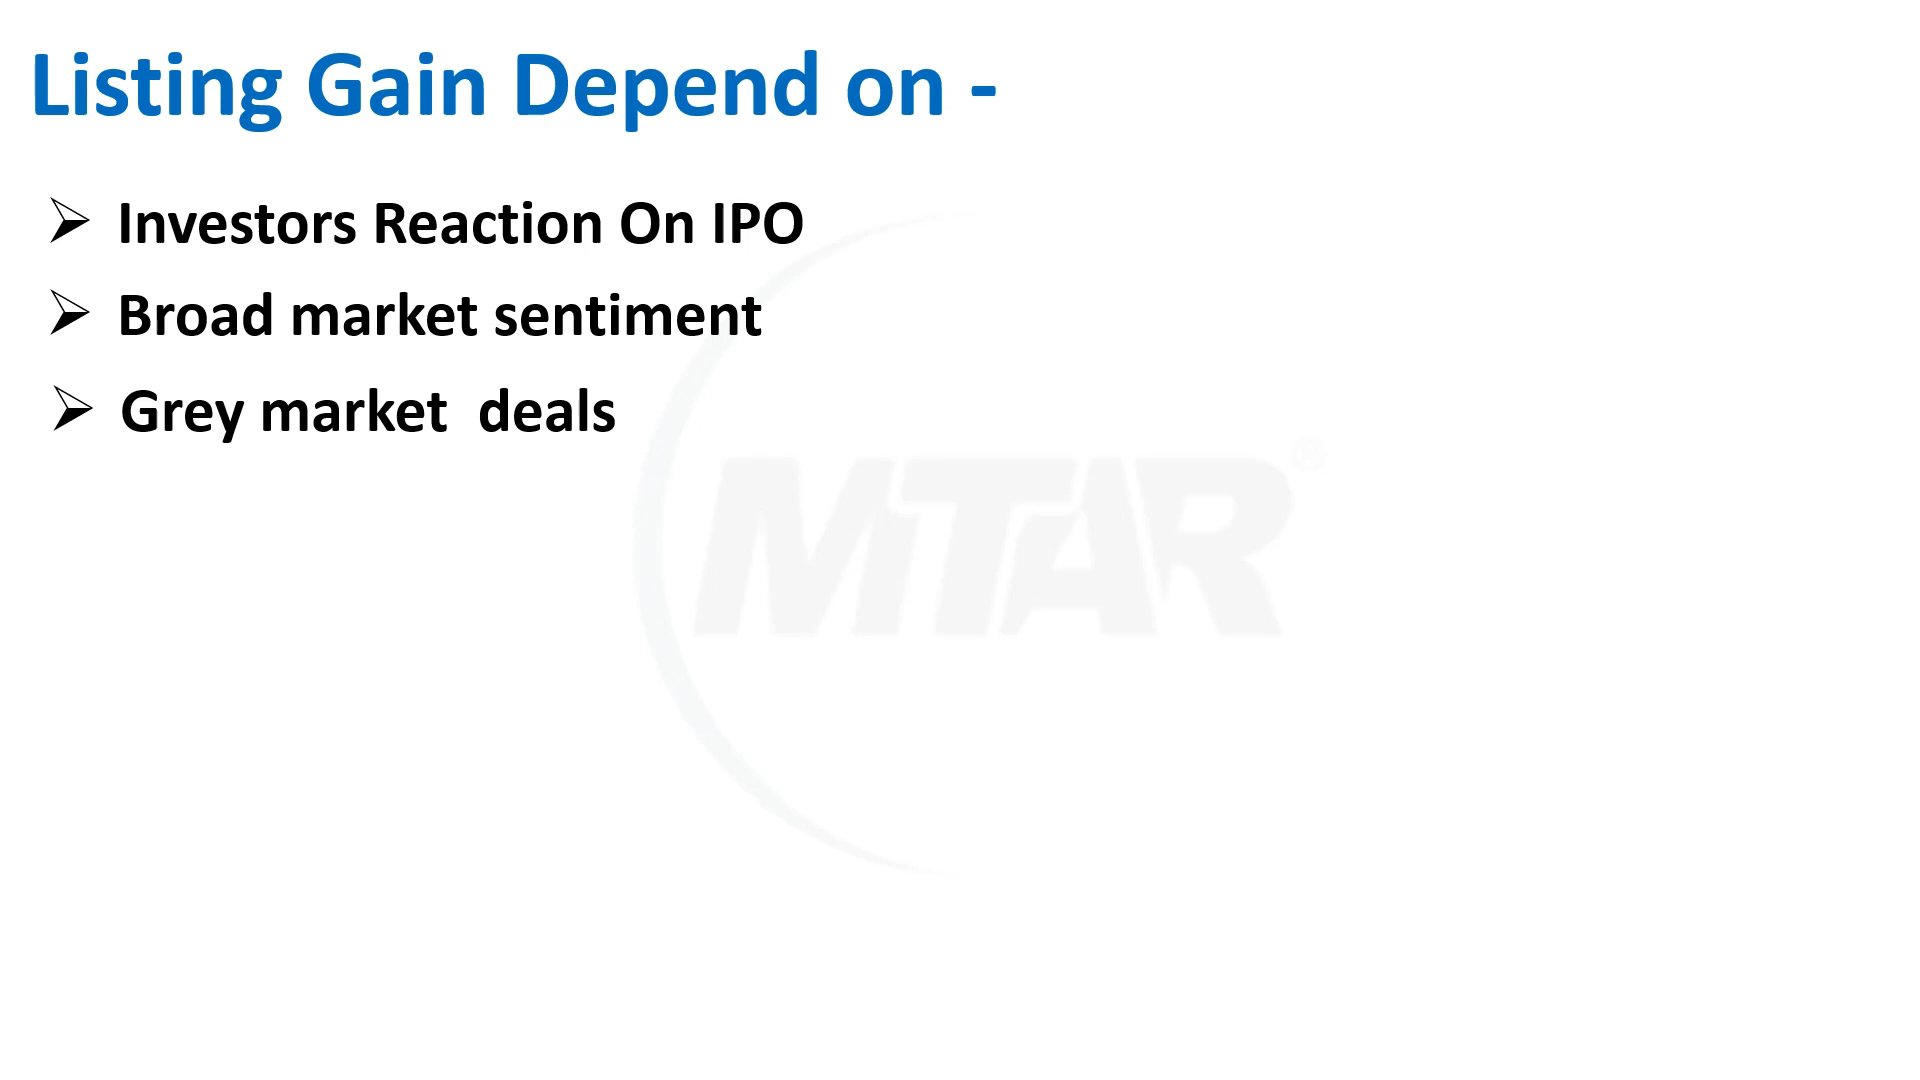 Listing Gain Depend on -
Investors Reaction On IPO
Broad market sentiment
Grey market deals
MTAR